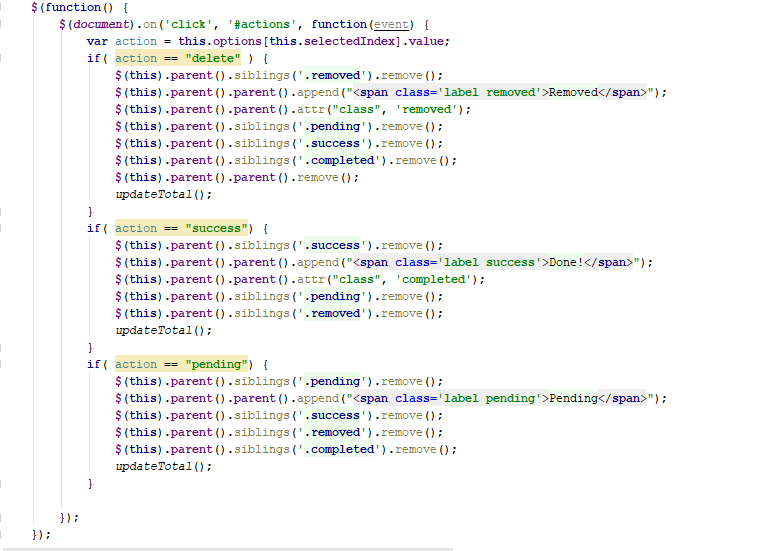 $(function() {
$(document).on('click', '#actions', function(event) {
var action = this.options[this.selectedIndex].value;
if( action == "delete" ) {
$(this).parent().siblings('.removed').remove();
$(this).parent().parent().append("<span class='label removed'>Removed</span>");
$(this).parent().parent().attr("class", 'removed');
$(this).parent().siblings('.pending').remove();
$(this).parent().siblings('.success').remove();
$(this).parent().siblings('.completed').remove();
$(this).parent().parent().remove();
updateTotal();
}
if( action == "success") {
$(this).parent().siblings('.success').remove();
$(this).parent().parent().append("<span class='label success'>Done!</span>");
$(this).parent().parent().attr("class", 'completed');
$(this).parent().siblings('.pending').remove();
$(this).parent().siblings('.removed').remove();
updateTotal();
}
if( action == "pending") {
$(this).parent().siblings('.pending').remove();
$(this).parent().parent().append("<span class='label pending'>Pending</span>");
$(this).parent().siblings('.success').remove();
$(this).parent().siblings('.removed').remove();
$(this).parent().siblings('.completed').remove();
updateTotal();
}
});
});